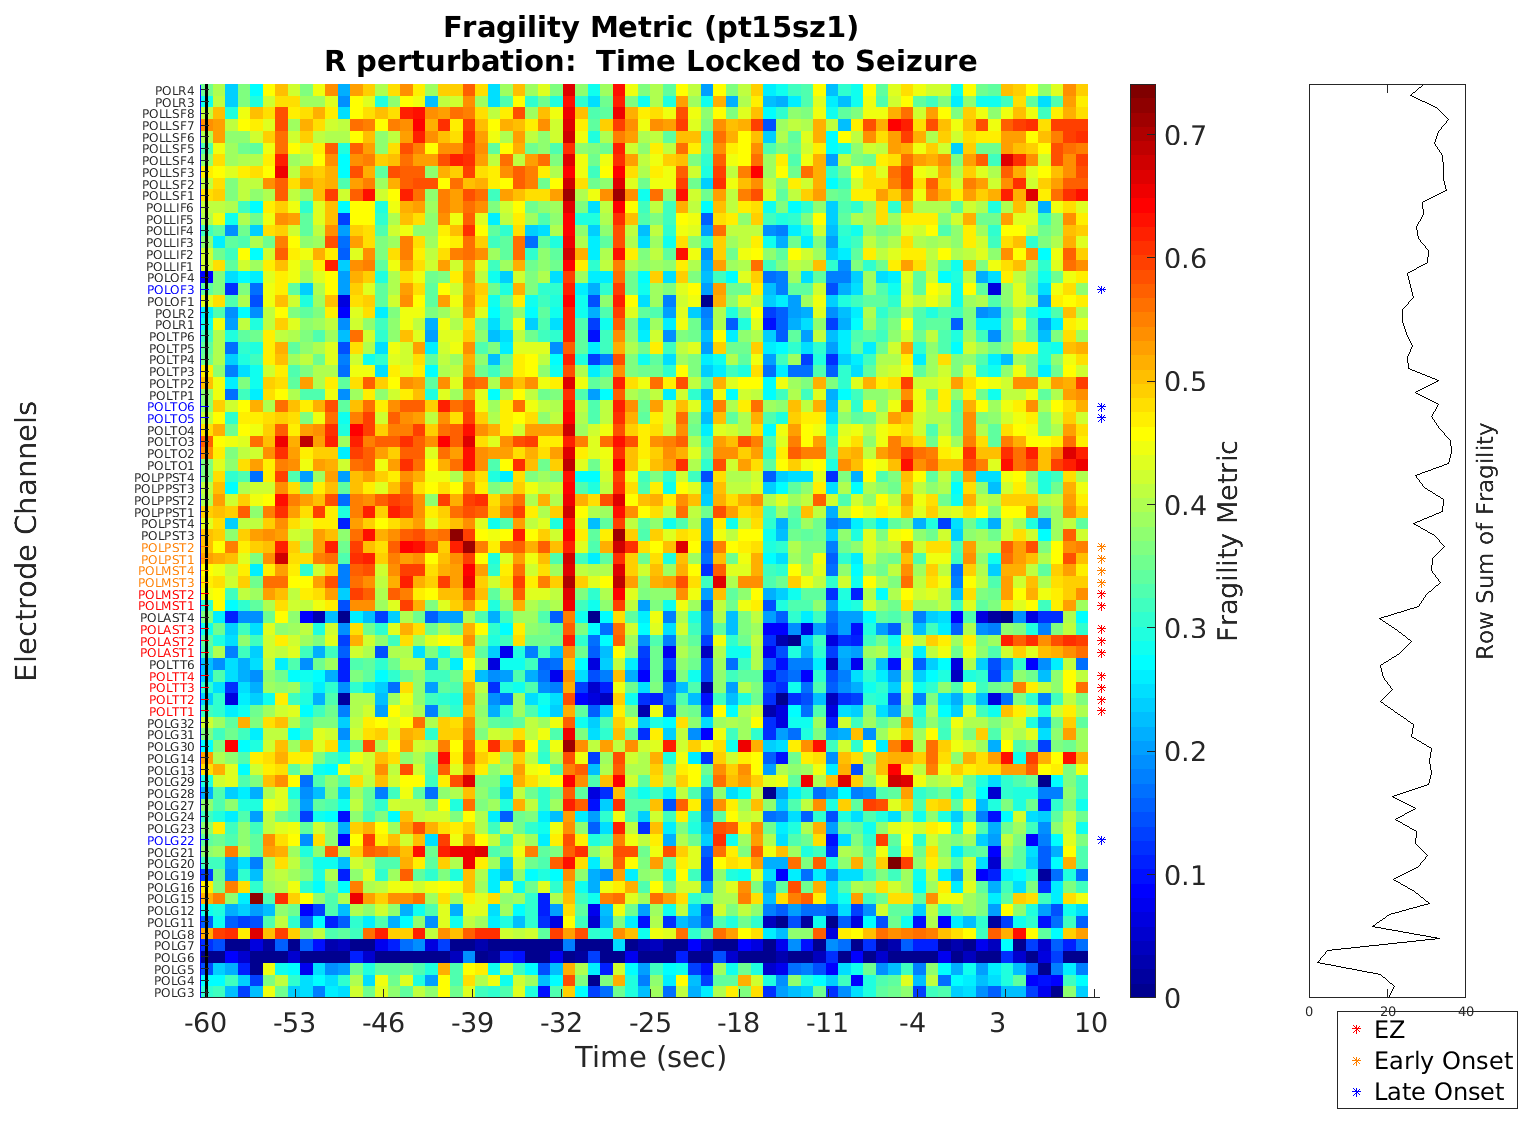 Fragility Metric (pt15sz1)
R perturbation:  Time Locked to Seizure
Electrode Channels
POLR4
POLR3
POLLSF8
POLLSF7
POLLSF6
POLLSF5
POLLSF4
POLLSF3
POLLSF2
POLLSF1
POLLIF6
POLLIF5
POLLIF4
POLLIF3
POLLIF2
POLLIF1
POLOF4
POLOF3
POLOF1
POLR2
POLR1
POLTP6
POLTP5
POLTP4
POLTP3
POLTP2
POLTP1
POLTO6
POLTO5
POLTO4
POLTO3
POLTO2
POLTO1
POLPPST4
POLPPST3
POLPPST2
POLPPST1
POLPST4
POLPST3
POLPST2
POLPST1
POLMST4
POLMST3
POLMST2
POLMST1
POLAST4
POLAST3
POLAST2
POLAST1
POLTT6
POLTT4
POLTT3
POLTT2
POLTT1
POLG32
POLG31
POLG30
POLG14
POLG13
POLG29
POLG28
POLG27
POLG24
POLG23
POLG22
POLG21
POLG20
POLG19
POLG16
POLG15
POLG12
POLG11
POLG8
POLG7
POLG6
POLG5
POLG4
POLG3
-60 -53 -46 -39 -32 -25 -18 -11 -4 3 10
Time (sec)
0.7
0.6
0.5
0.4
0.3
0.2
0.1
0
Fragility Metric
Row Sum of Fragility
0 20 40
EZ
Early Onset
Late Onset